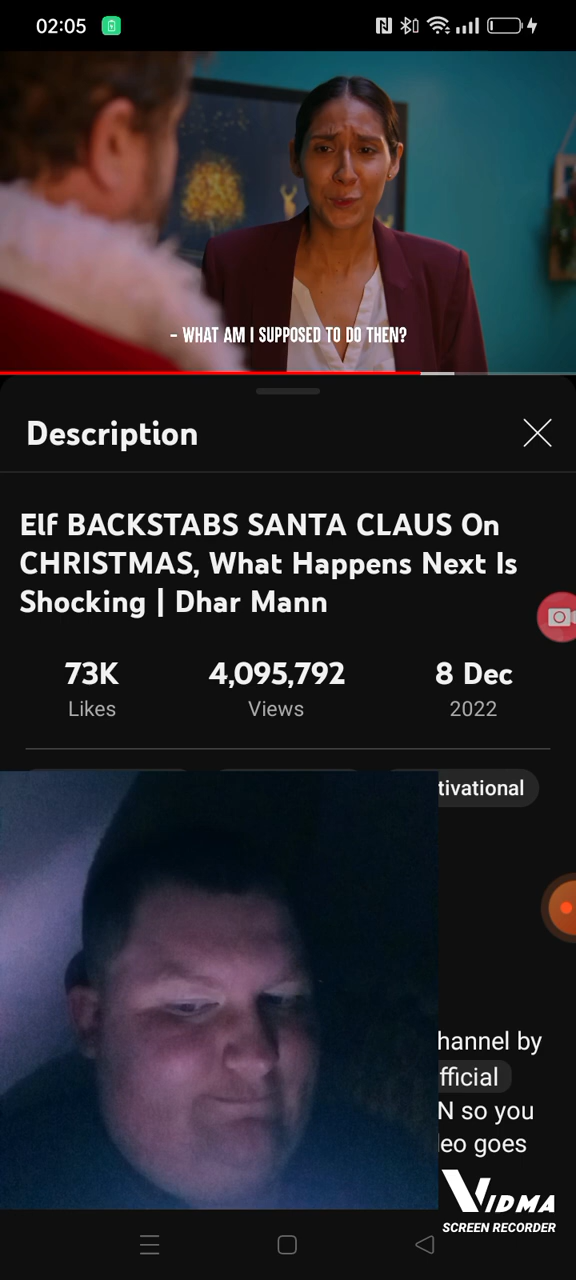 02:05
- WHAT AM I SUPPOSED TO DO THEN?
Description
Elf BACKSTABS SANTA CLAUS On
CHRISTMAS, What Happens Next Is
Shocking | Dhar Mann
73K
4,095,792
8 Dec
Likes
Views
2022
tivational
hannel by
fficial
N so you
eo goes
VIDMA
SCREEN RECORDER